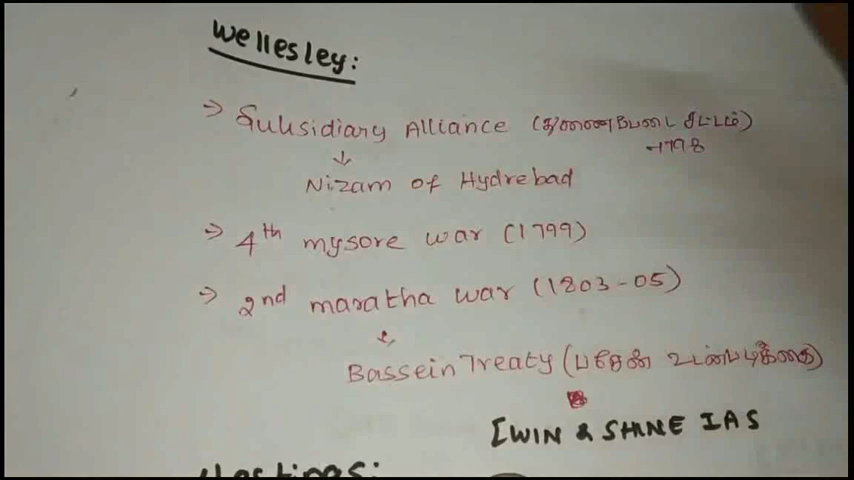 Wellesley:
→ Subsidiary Alliance (துணைப்படை திட்டம்)
→1798
↓
Nizam of Hydrebad
→ 4th mysore war (1799)
→ 2nd maratha war (1803-05)
↓
Bassein Treaty (பசீன் உடன்படிக்கை)
[WIN & SHINE IAS
Hastings: